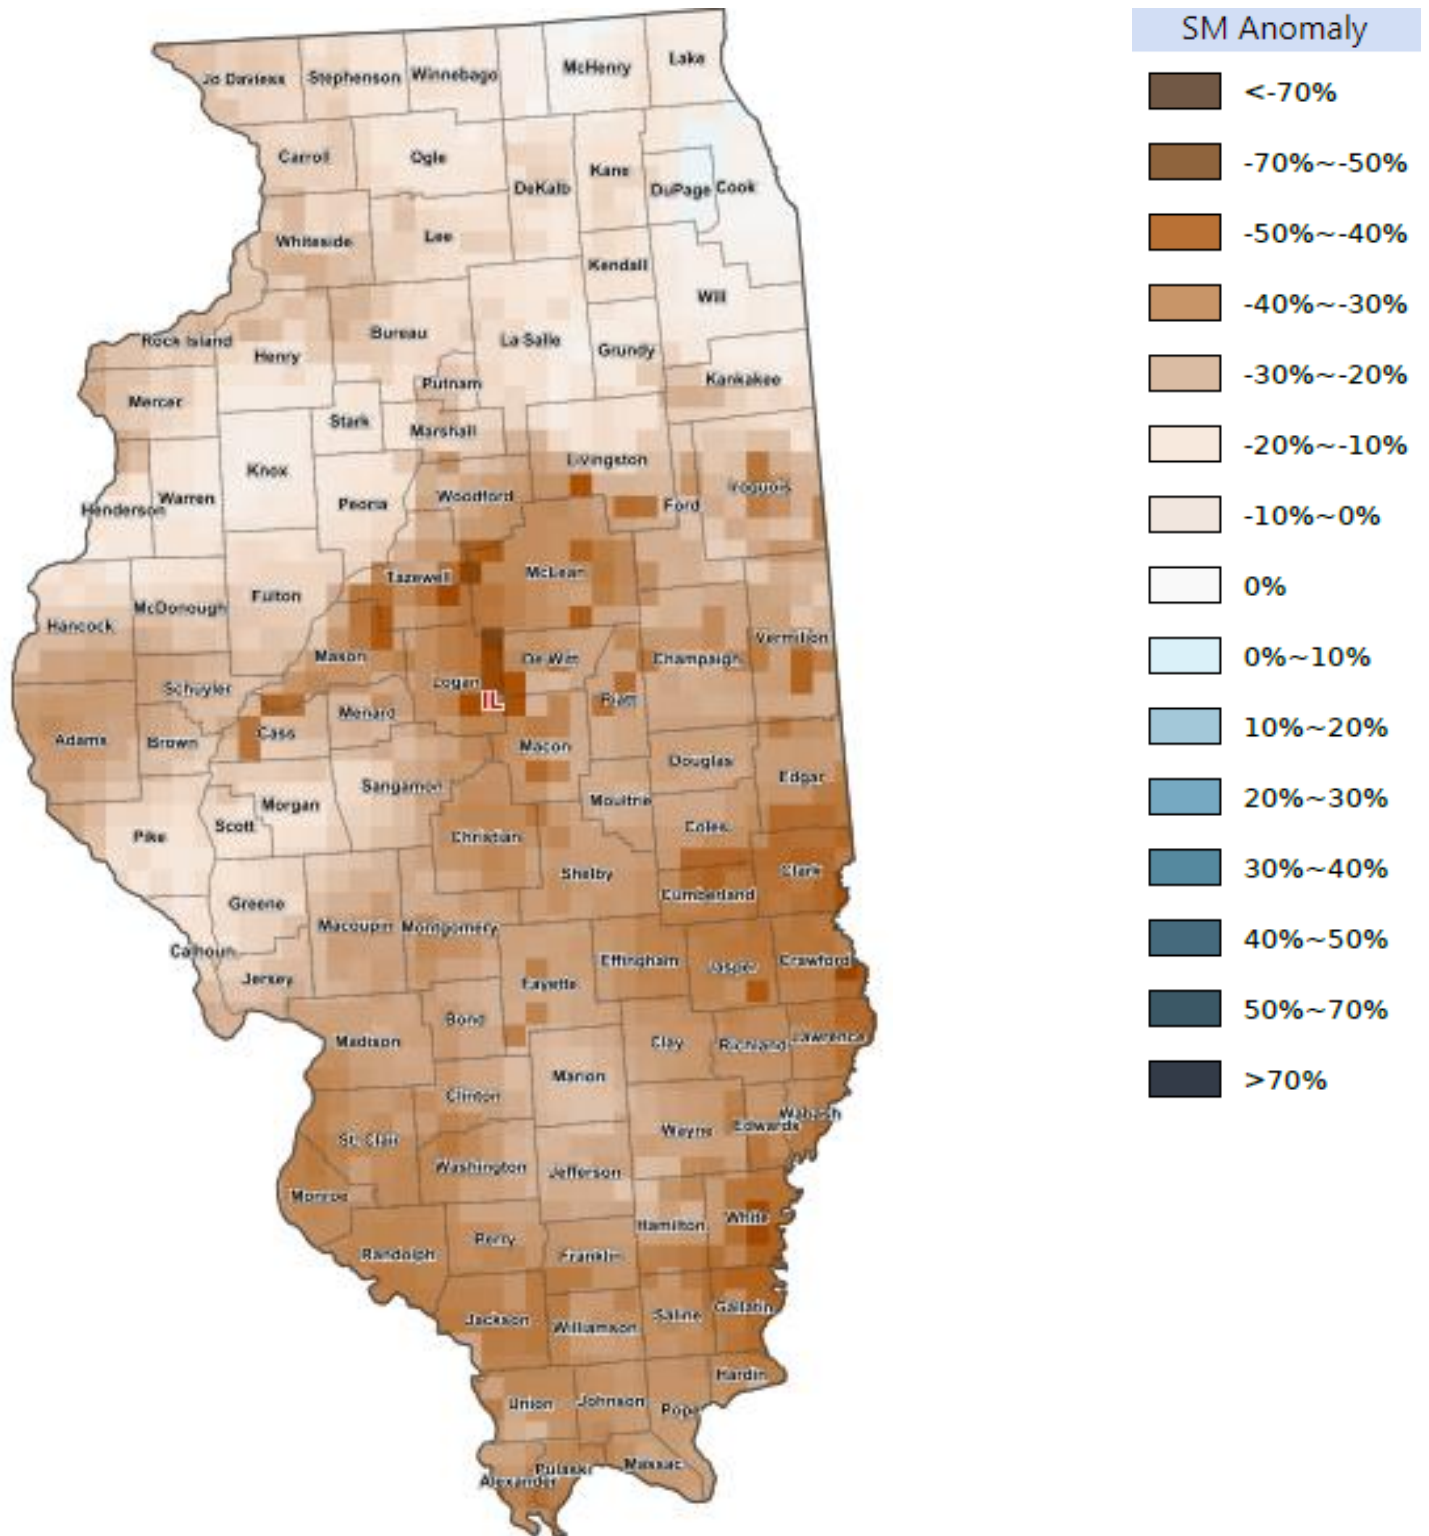 SM Anomaly
<-70%
-70%~-50%
-50%~-40%
-40%~-30%
-30%~-20%
-20%~-10%
-10%~0%
0%
0%~10%
10%~20%
20%~30%
30%~40%
40%~50%
50%~70%
>70%
Jo Daviess
Stephenson
Winnebago
McHenry
Lake
Carroll
Ogle
DeKalb
Kane
DuPage
Cook
Whiteside
Lee
Kendall
Will
Rock Island
Henry
Bureau
La Salle
Grundy
Mercer
Putnam
Kankakee
Stark
Marshall
Knox
Livingston
Henderson
Warren
Peoria
Woodford
Ford
Iroquois
Hancock
McDonough
Fulton
Tazewell
McLean
Mason
De Witt
Champaign
Vermilion
Schuyler
Logan
IL
Piatt
Adams
Brown
Cass
Menard
Macon
Douglas
Edgar
Pike
Scott
Morgan
Sangamon
Christian
Moultrie
Coles
Shelby
Cumberland
Clark
Greene
Calhoun
Macoupin
Montgomery
Effingham
Jasper
Crawford
Jersey
Fayette
Bond
Madison
Clay
Richland
Lawrence
Marion
Clinton
St. Clair
Wayne
Edwards
Wabash
Washington
Jefferson
Monroe
Hamilton
White
Randolph
Perry
Franklin
Jackson
Williamson
Saline
Gallatin
Hardin
Union
Johnson
Pope
Alexander
Pulaski
Massac